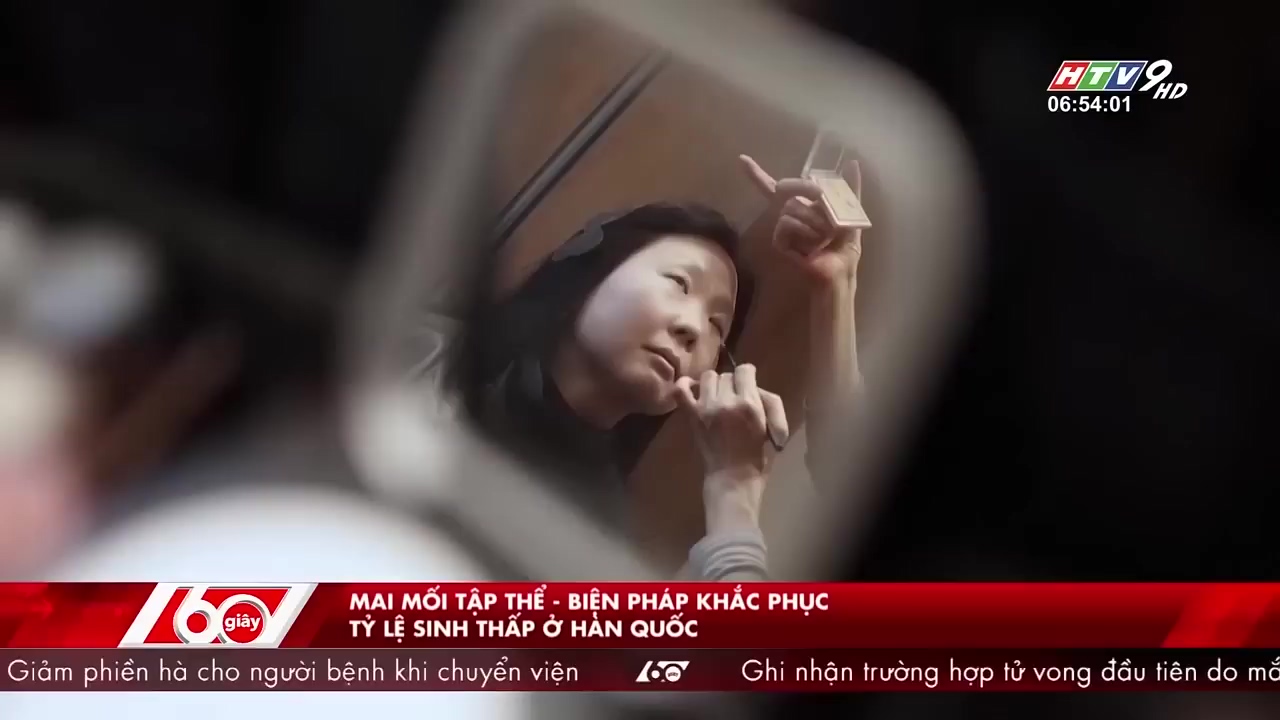 HTV9 HD
06:54:01
60 giây
MAI MỐI TẬP THỂ - BIỆN PHÁP KHẮC PHỤC
TỶ LỆ SINH THẤP Ở HÀN QUỐC
Giảm phiền hà cho người bệnh khi chuyển viện 60 giây Ghi nhận trường hợp tử vong đầu tiên do